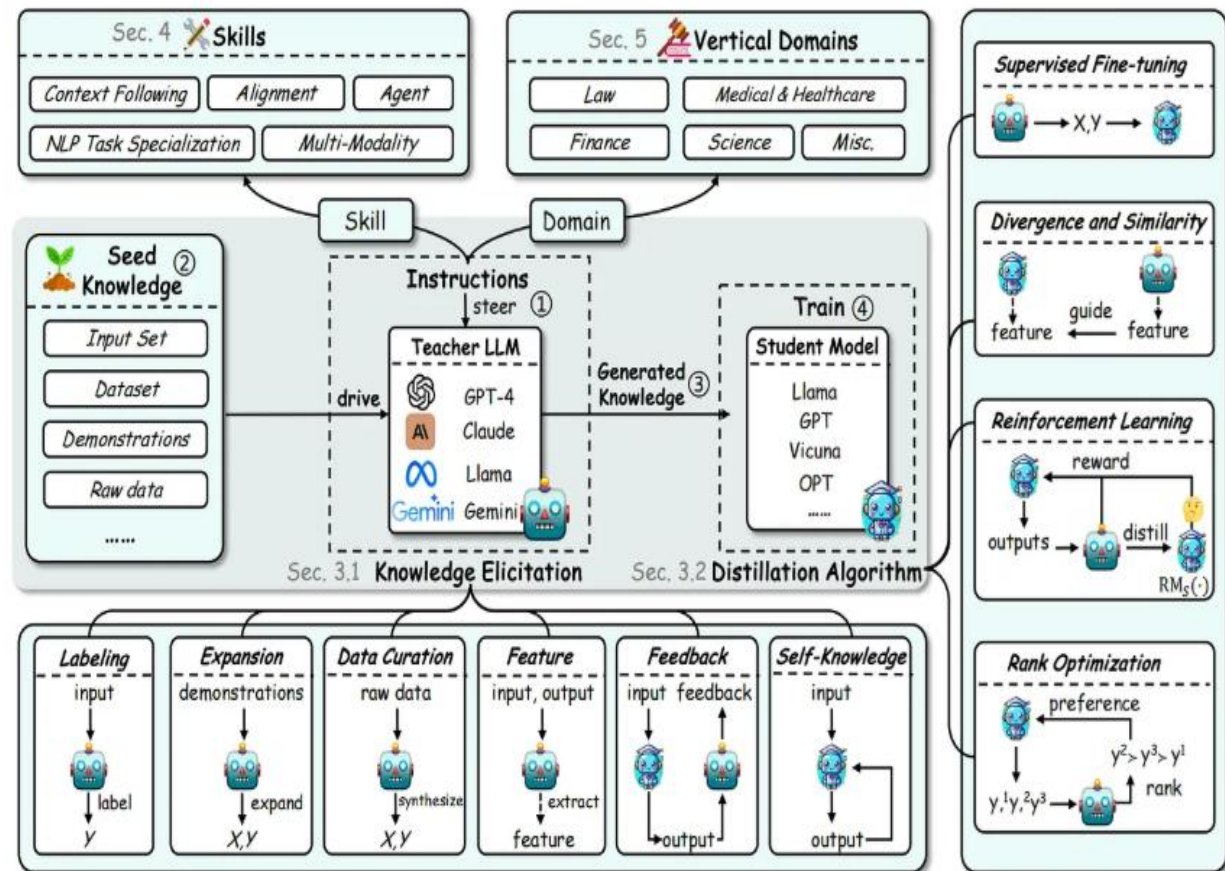 Sec. 4 Skills
Context Following
Alignment
Agent
NLP Task Specialization
Multi-Modality
Sec. 5 Vertical Domains
Law
Medical & Healthcare
Finance
Science
Misc.
Skill
Domain
Seed
Knowledge ②
Input Set
Dataset
Demonstrations
Raw data
......
drive
Instructions
steer ①
Teacher LLM
GPT-4
A\ Claude
Llama
Gemini Gemini
Generated
Knowledge ③
Train ④
Student Model
Llama
GPT
Vicuna
OPT
......
Sec. 3.1 Knowledge Elicitation
Sec. 3.2 Distillation Algorithm
Labeling
input
label
Y
Expansion
demonstrations
expand
X,Y
Data Curation
raw data
synthesize
X,Y
Feature
input, output
extract
feature
Feedback
input feedback
output
Self-Knowledge
input
output
Supervised Fine-tuning
X,Y
Divergence and Similarity
guide
feature feature
Reinforcement Learning
reward
outputs distill
RM_S(·)
Rank Optimization
preference
y²≻y³≻y¹
rank
y,¹y,²y³